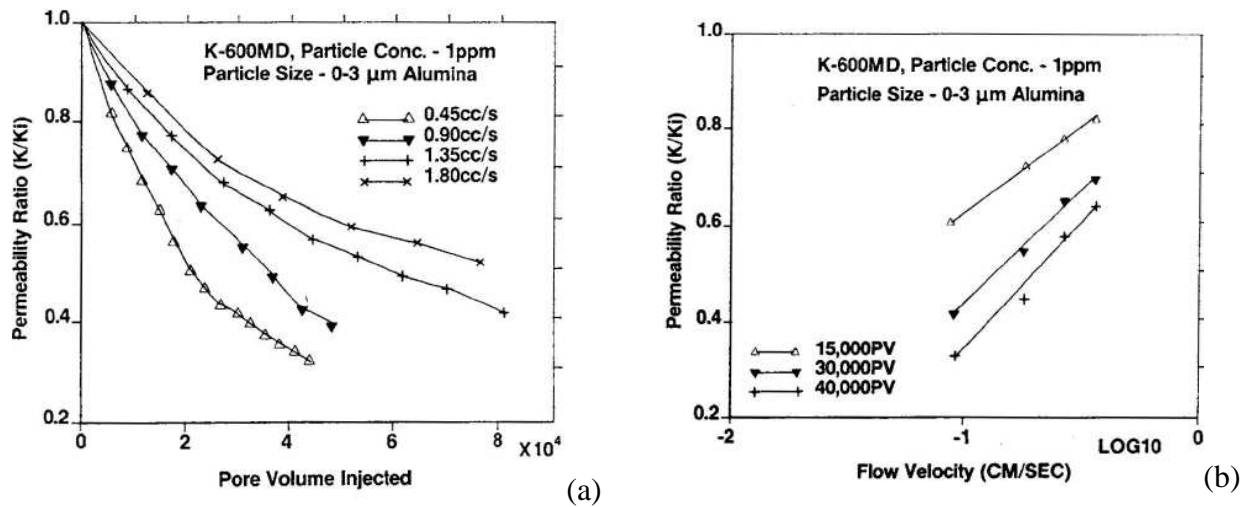 K-600MD, Particle Conc. - 1ppm
Particle Size - 0-3 μm Alumina
0.45cc/s
0.90cc/s
1.35cc/s
1.80cc/s
Permeability Ratio (K/Ki)
1.0
0.8
0.6
0.4
0.2
0
2
4
6
8
X10⁴
Pore Volume Injected
(a)
K-600MD, Particle Conc. - 1ppm
Particle Size - 0-3 μm Alumina
Permeability Ratio (K/Ki)
1.0
0.8
0.6
0.4
0.2
15,000PV
30,000PV
40,000PV
-2
-1
0
LOG10
Flow Velocity (CM/SEC)
(b)